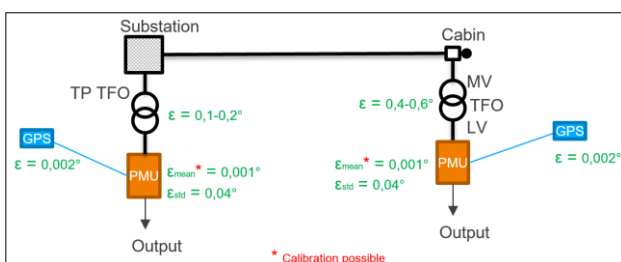 Substation
Cabin
TP TFO
ε = 0,1-0,2°
ε = 0,4-0,6°
MV
TFO
LV
GPS
ε = 0,002°
PMU
εmean* = 0,001°
εstd = 0,04°
εmean* = 0,001°
εstd = 0,04°
PMU
GPS
ε = 0,002°
Output
Output
* Calibration possible